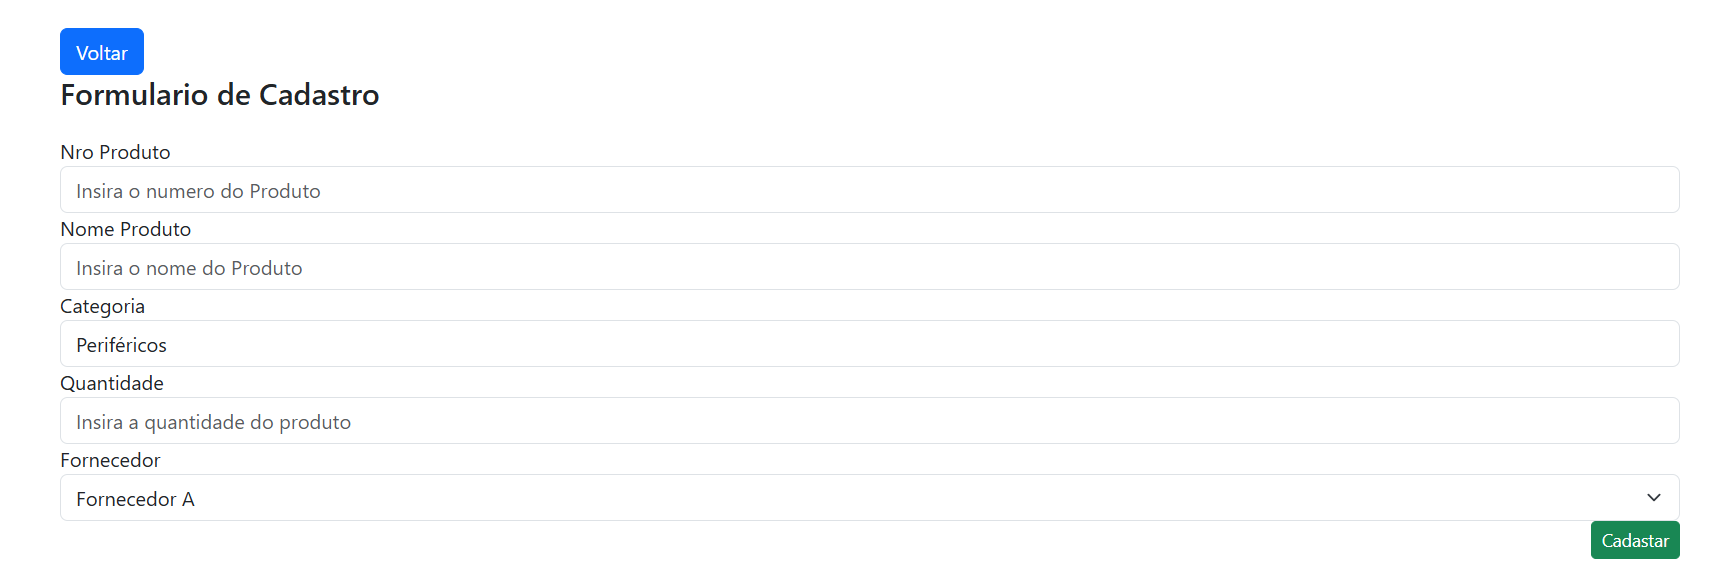 Voltar
Formulario de Cadastro
Nro Produto
Insira o numero do Produto
Nome Produto
Insira o nome do Produto
Categoria
Periféricos
Quantidade
Insira a quantidade do produto
Fornecedor
Fornecedor A
Cadastar